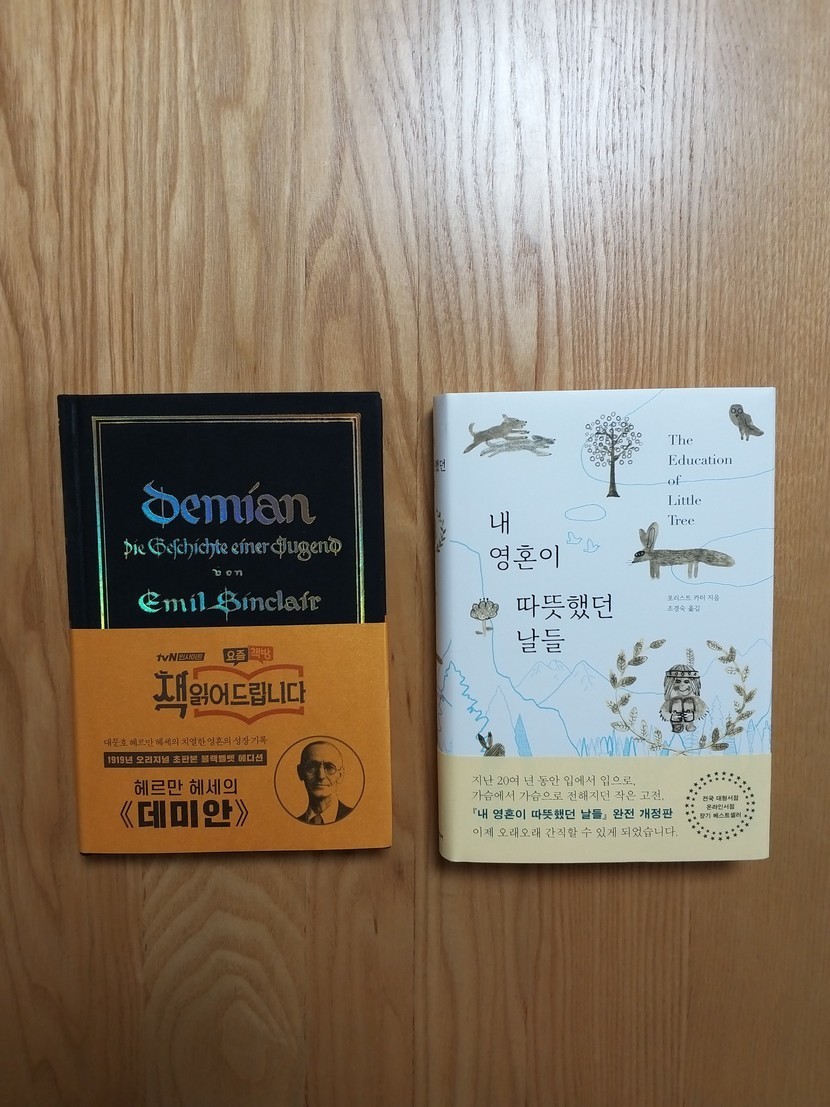 Demian
Die Geschichte einer Jugend
von
Emil Sinclair
tvN 인사이트
요즘책방
책 읽어드립니다
대문호 헤르만 헤세의 치열한 영혼의 성장 기록
1919년 오리지널 초판본 블랙벨벳 에디션
헤르만 헤세의
《데미안》
The
Education
of
Little
Tree
내
영혼이
따뜻했던
날들
포리스트 카터 지음
조경숙 옮김
지난 20여 년 동안 입에서 입으로,
가슴에서 가슴으로 전해지던 작은 고전,
『내 영혼이 따뜻했던 날들』 완전 개정판
이제 오래오래 간직할 수 있게 되었습니다.
전국 대형서점
온라인서점
장기 베스트셀러